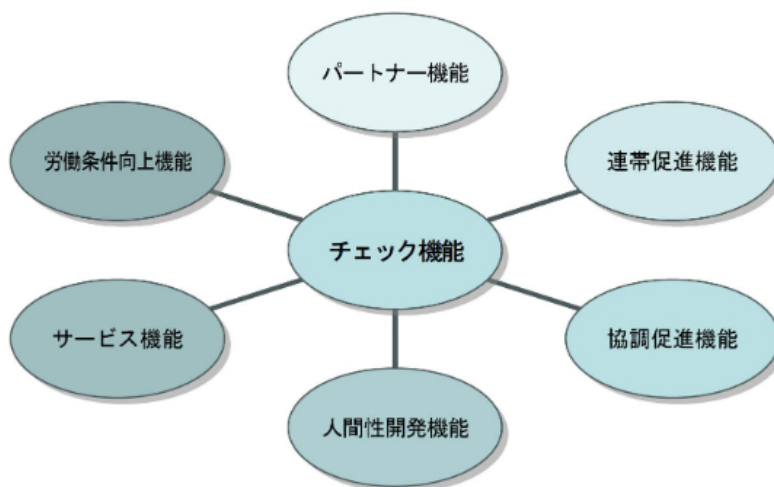 パートナー機能
労働条件向上機能
連帯促進機能
チェック機能
サービス機能
協調促進機能
人間性開発機能